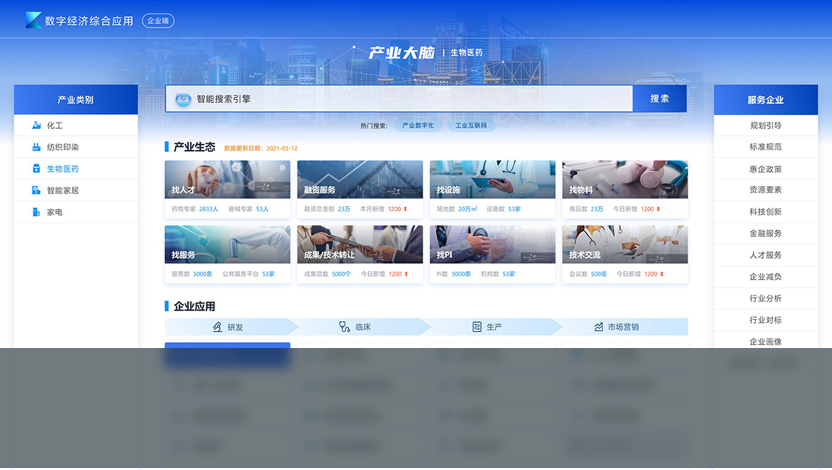 数字经济综合应用 企业端
产业大脑 | 生物医药
产业类别
化工
纺织印染
生物医药
智能家居
家电
智能搜索引擎 搜索
热门搜索: 产业数字化 工业互联网
产业生态 数据更新日期：2021-03-12
找人才
药物专家 2833人 器械专家 53人
融资服务
融资总金额 23万 本月新增 1200
找设施
场地数 20万㎡ 设备数 53家
找物料
商品数 23万 今日新增 1200
找服务
服务数 5000条 公共服务平台 53家
成果/技术转让
成果总数 5000个 今日新增 1200
找PI
PI数 5000条 机构数 53家
技术交流
会议数 500场 今日新增 1200
企业应用
研发 临床 生产 市场营销
服务企业
规划引导
标准规范
惠企政策
资源要素
科技创新
金融服务
人才服务
企业减负
行业分析
行业对标
企业画像